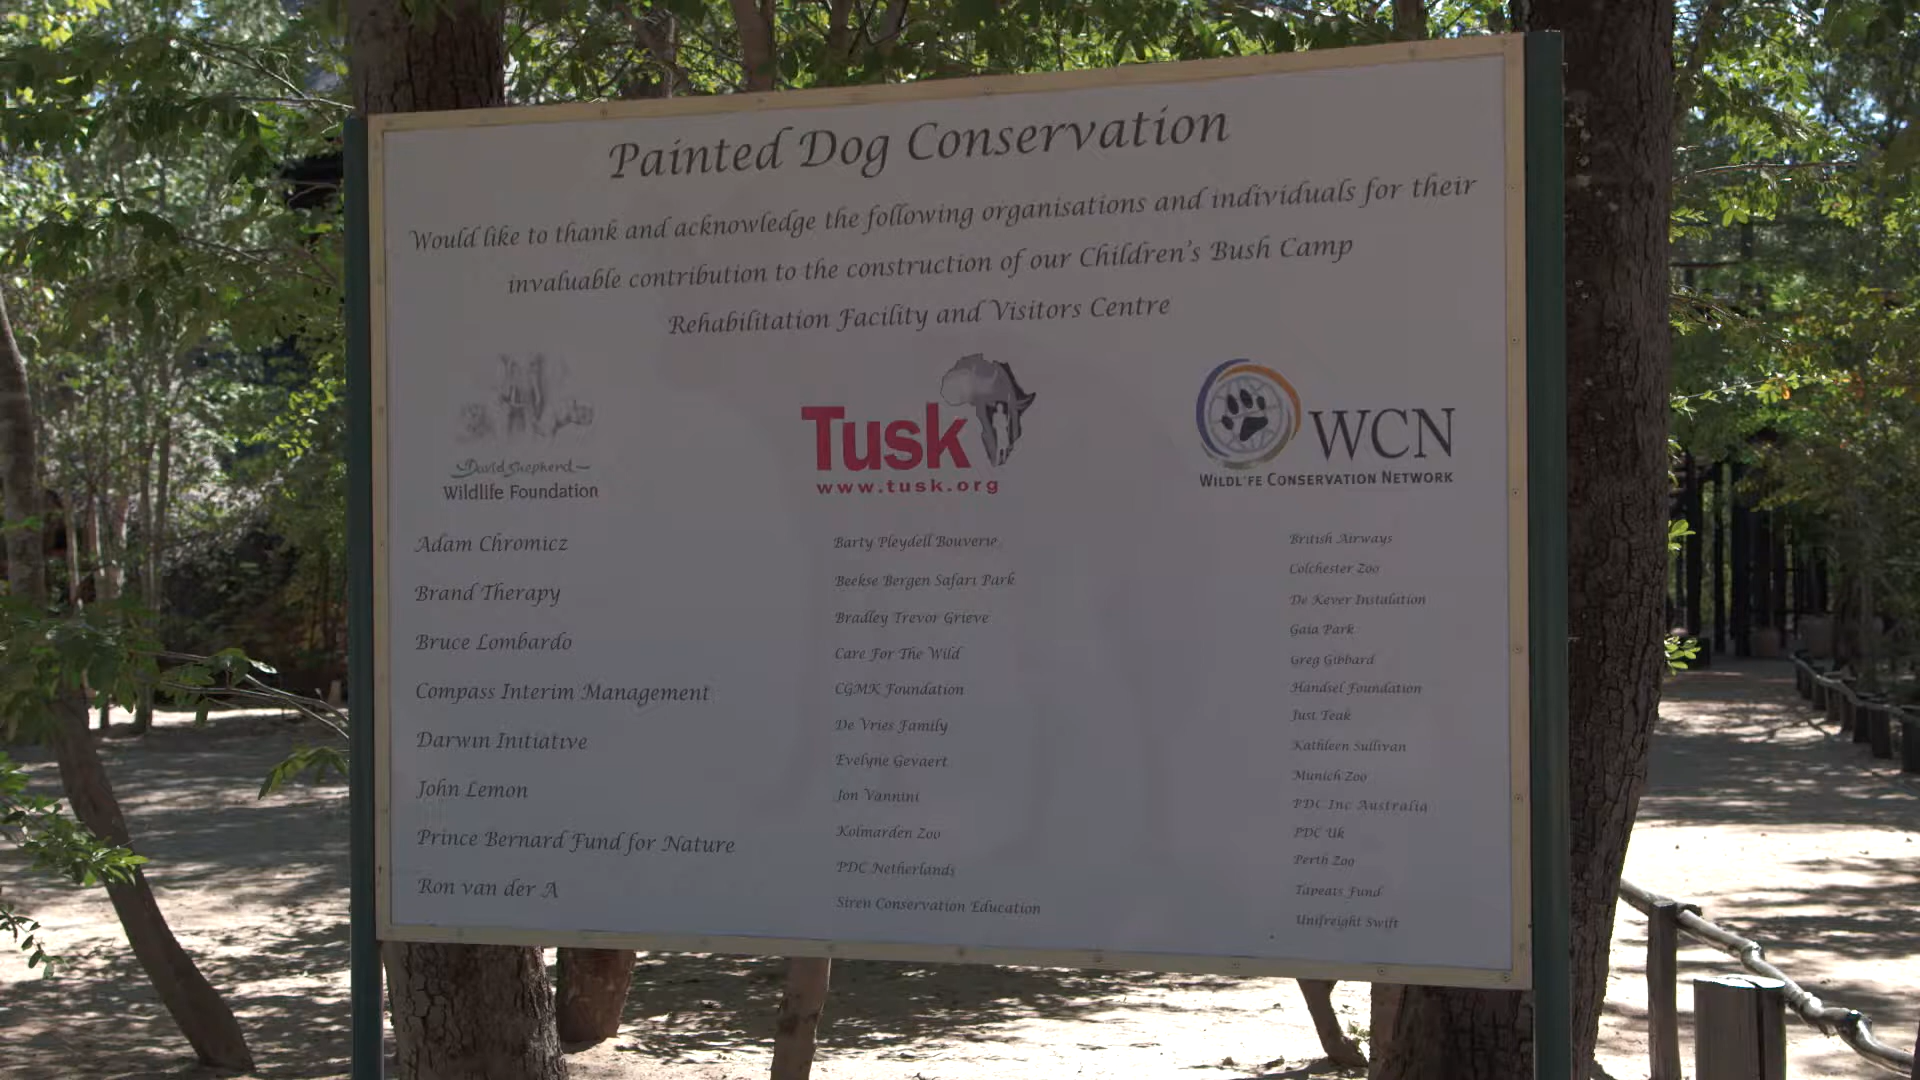 Painted Dog Conservation
Would like to thank and acknowledge the following organisations and individuals for their
invaluable contribution to the construction of our Children's Bush Camp
Rehabilitation Facility and Visitors Centre
David Shepherd
Wildlife Foundation
Tusk
www.tusk.org
WCN
WILDL'FE CONSERVATION NETWORK
Adam Chromicz
Brand Therapy
Bruce Lombardo
Compass Interim Management
Darwin Initiative
John Lemon
Prince Bernard Fund for Nature
Ron van der A
Barty Pleydell Bouverie
Beekse Bergen Safari Park
Bradley Trevor Grieve
Care For The Wild
CGMK Foundation
De Vries Family
Evelyne Gevaert
Jon Vannini
Kolmarden Zoo
PDC Netherlands
Siren Conservation Education
British Airways
Colchester Zoo
De Kever Instalation
Gaia Park
Greg Gibbard
Handsel Foundation
Just Teak
Kathleen Sullivan
Munich Zoo
PDC Inc Australia
PDC Uk
Perth Zoo
Tapeats Fund
Unifreight Swift